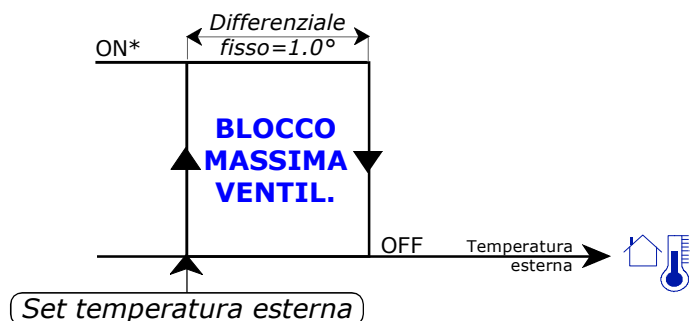 Differenziale
fisso=1.0°
ON*
BLOCCO
MASSIMA
VENTIL.
OFF
Temperatura
esterna
Set temperatura esterna